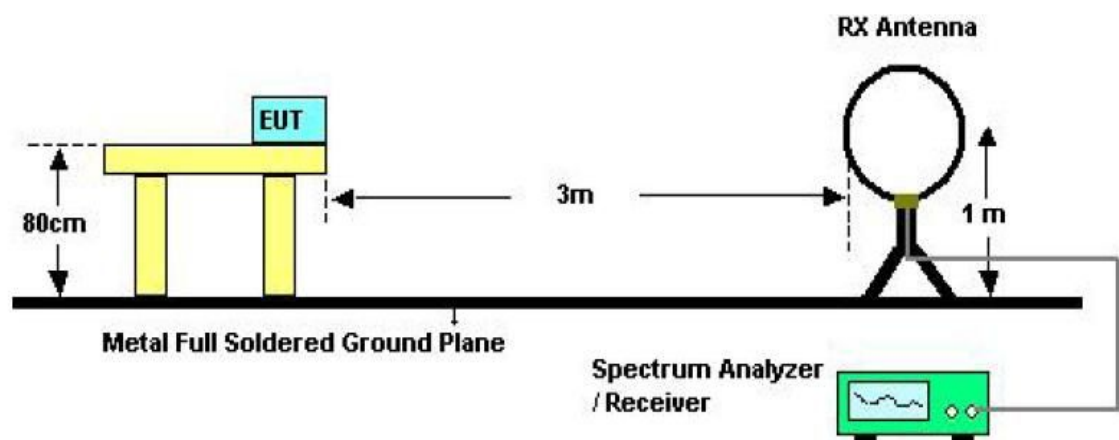 RX Antenna
EUT
80cm
3m
1 m
Metal Full Soldered Ground Plane
Spectrum Analyzer
/ Receiver